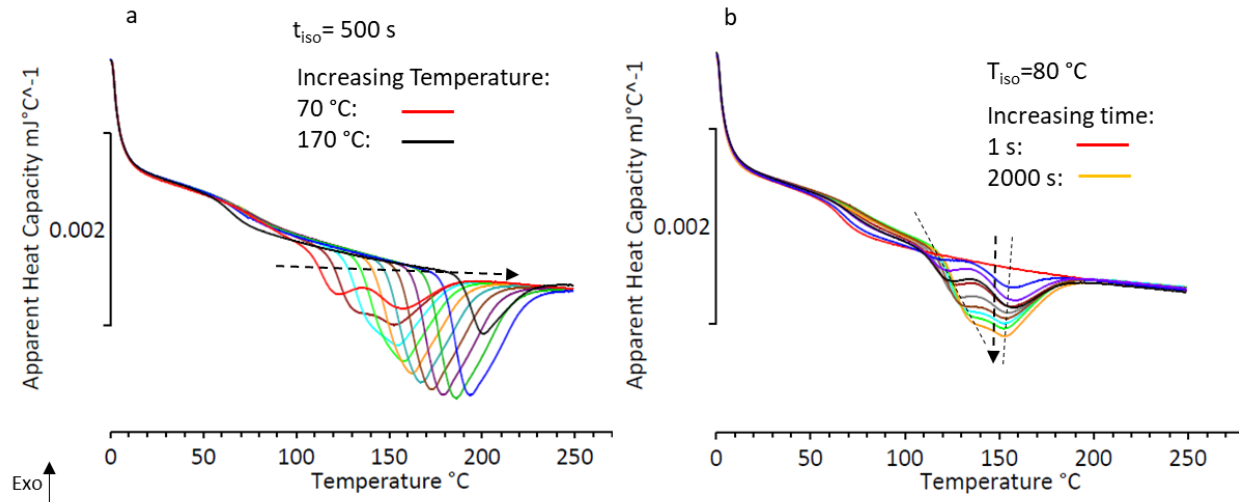 a
t_iso= 500 s
Increasing Temperature:
70 °C:
170 °C:
Apparent Heat Capacity mJ°C^-1
0.002
0 50 100 150 200 250
Temperature °C
Exo
b
T_iso=80 °C
Increasing time:
1 s:
2000 s:
Apparent Heat Capacity mJ°C^-1
0.002
0 50 100 150 200 250
Temperature °C